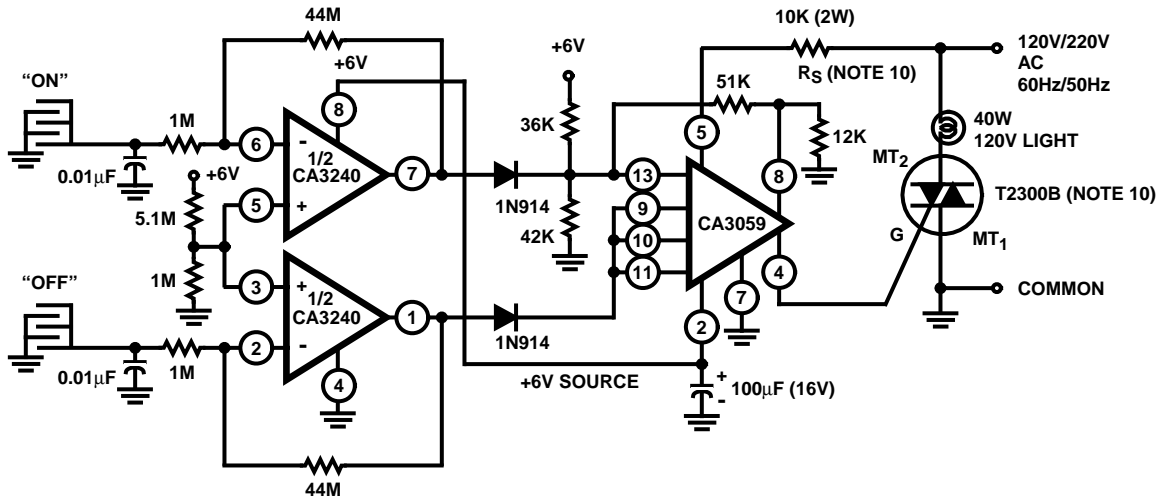 44M
+6V
"ON"
8
1M
6
-
1/2
CA3240
7
0.01μF
+6V
5
+
5.1M
1M
"OFF"
3
+
1/2
CA3240
1
2
-
0.01μF
1M
4
44M
+6V
36K
1N914
42K
1N914
+6V SOURCE
10K (2W)
RS (NOTE 10)
51K
5
12K
13
8
9
CA3059
10
11
4
7
2
+
-
100μF (16V)
120V/220V
AC
60Hz/50Hz
40W
120V LIGHT
MT2
T2300B (NOTE 10)
G
MT1
COMMON